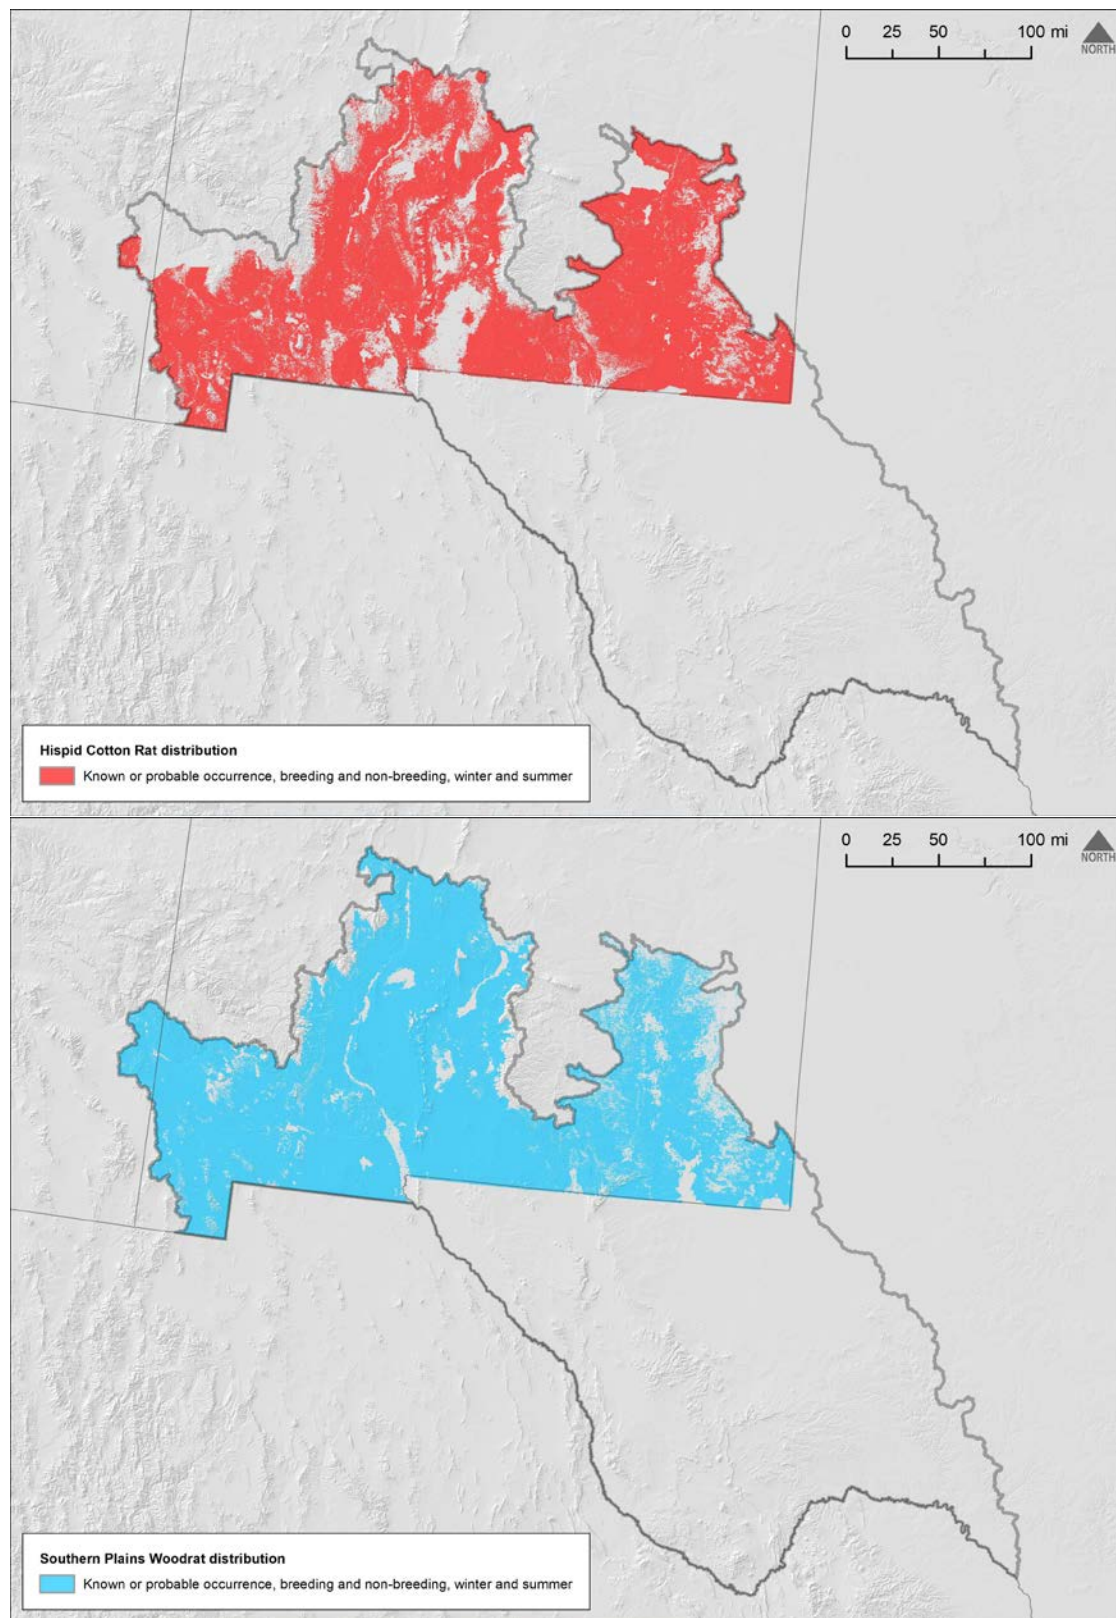 0 25 50 100 mi
NORTH
Hispid Cotton Rat distribution
Known or probable occurrence, breeding and non-breeding, winter and summer
0 25 50 100 mi
NORTH
Southern Plains Woodrat distribution
Known or probable occurrence, breeding and non-breeding, winter and summer